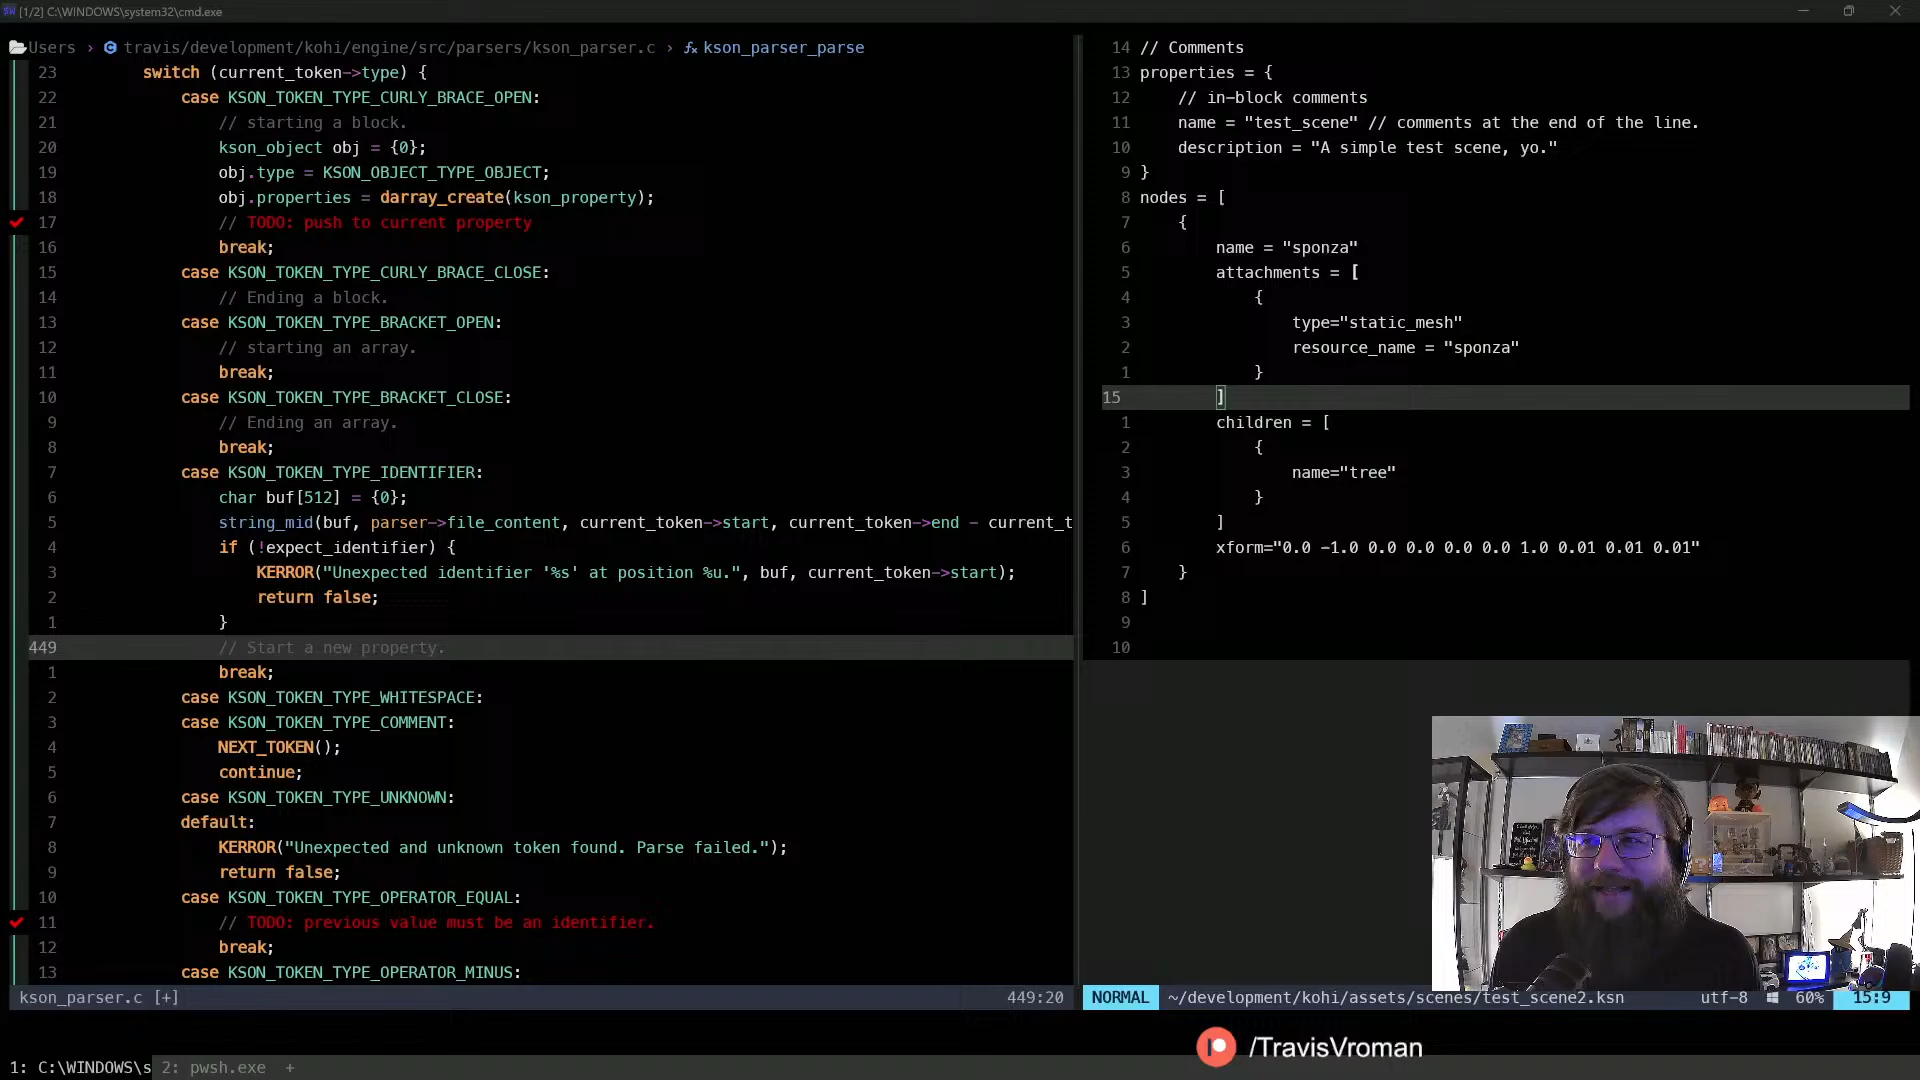 [1/2] C:\WINDOWS\system32\cmd.exe
Users › travis/development/kohi/engine/src/parsers/kson_parser.c › fx kson_parser_parse
23 switch (current_token->type) {
22 case KSON_TOKEN_TYPE_CURLY_BRACE_OPEN:
21 // starting a block.
20 kson_object obj = {0};
19 obj.type = KSON_OBJECT_TYPE_OBJECT;
18 obj.properties = darray_create(kson_property);
17 // TODO: push to current property
16 break;
15 case KSON_TOKEN_TYPE_CURLY_BRACE_CLOSE:
14 // Ending a block.
13 case KSON_TOKEN_TYPE_BRACKET_OPEN:
12 // starting an array.
11 break;
10 case KSON_TOKEN_TYPE_BRACKET_CLOSE:
9 // Ending an array.
8 break;
7 case KSON_TOKEN_TYPE_IDENTIFIER:
6 char buf[512] = {0};
5 string_mid(buf, parser->file_content, current_token->start, current_token->end - current_t
4 if (!expect_identifier) {
3 KERROR("Unexpected identifier '%s' at position %u.", buf, current_token->start);
2 return false;
1 }
449 // Start a new property.
1 break;
2 case KSON_TOKEN_TYPE_WHITESPACE:
3 case KSON_TOKEN_TYPE_COMMENT:
4 NEXT_TOKEN();
5 continue;
6 case KSON_TOKEN_TYPE_UNKNOWN:
7 default:
8 KERROR("Unexpected and unknown token found. Parse failed.");
9 return false;
10 case KSON_TOKEN_TYPE_OPERATOR_EQUAL:
11 // TODO: previous value must be an identifier.
12 break;
13 case KSON_TOKEN_TYPE_OPERATOR_MINUS:
kson_parser.c [+] 449:20
14 // Comments
13 properties = {
12 // in-block comments
11 name = "test_scene" // comments at the end of the line.
10 description = "A simple test scene, yo."
9 }
8 nodes = [
7 {
6 name = "sponza"
5 attachments = [
4 {
3 type="static_mesh"
2 resource_name = "sponza"
1 }
15 ]
1 children = [
2 {
3 name="tree"
4 }
5 ]
6 xform="0.0 -1.0 0.0 0.0 0.0 0.0 1.0 0.01 0.01 0.01"
7 }
8 ]
9
10
NORMAL ~/development/kohi/assets/scenes/test_scene2.ksn utf-8 60% 15:9
/TravisVroman
1: C:\WINDOWS\s 2: pwsh.exe +